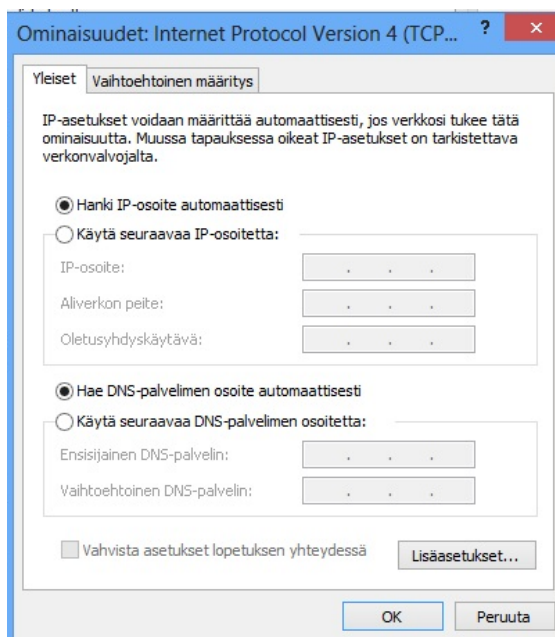 Ominaisuudet: Internet Protocol Version 4 (TCP... ?
Yleiset Vaihtoehtoinen määritys
IP-asetukset voidaan määrittää automaattisesti, jos verkkosi tukee tätä
ominaisuutta. Muussa tapauksessa oikeat IP-asetukset on tarkistettava
verkonvalvojalta.
Hanki IP-osoite automaattisesti
Käytä seuraavaa IP-osoitetta:
IP-osoite:
Aliverkon peite:
Oletusyhdyskäytävä:
Hae DNS-palvelimen osoite automaattisesti
Käytä seuraavaa DNS-palvelimen osoitetta:
Ensisijainen DNS-palvelin:
Vaihtoehtoinen DNS-palvelin:
Vahvista asetukset lopetuksen yhteydessä
Lisäasetukset...
OK Peruuta